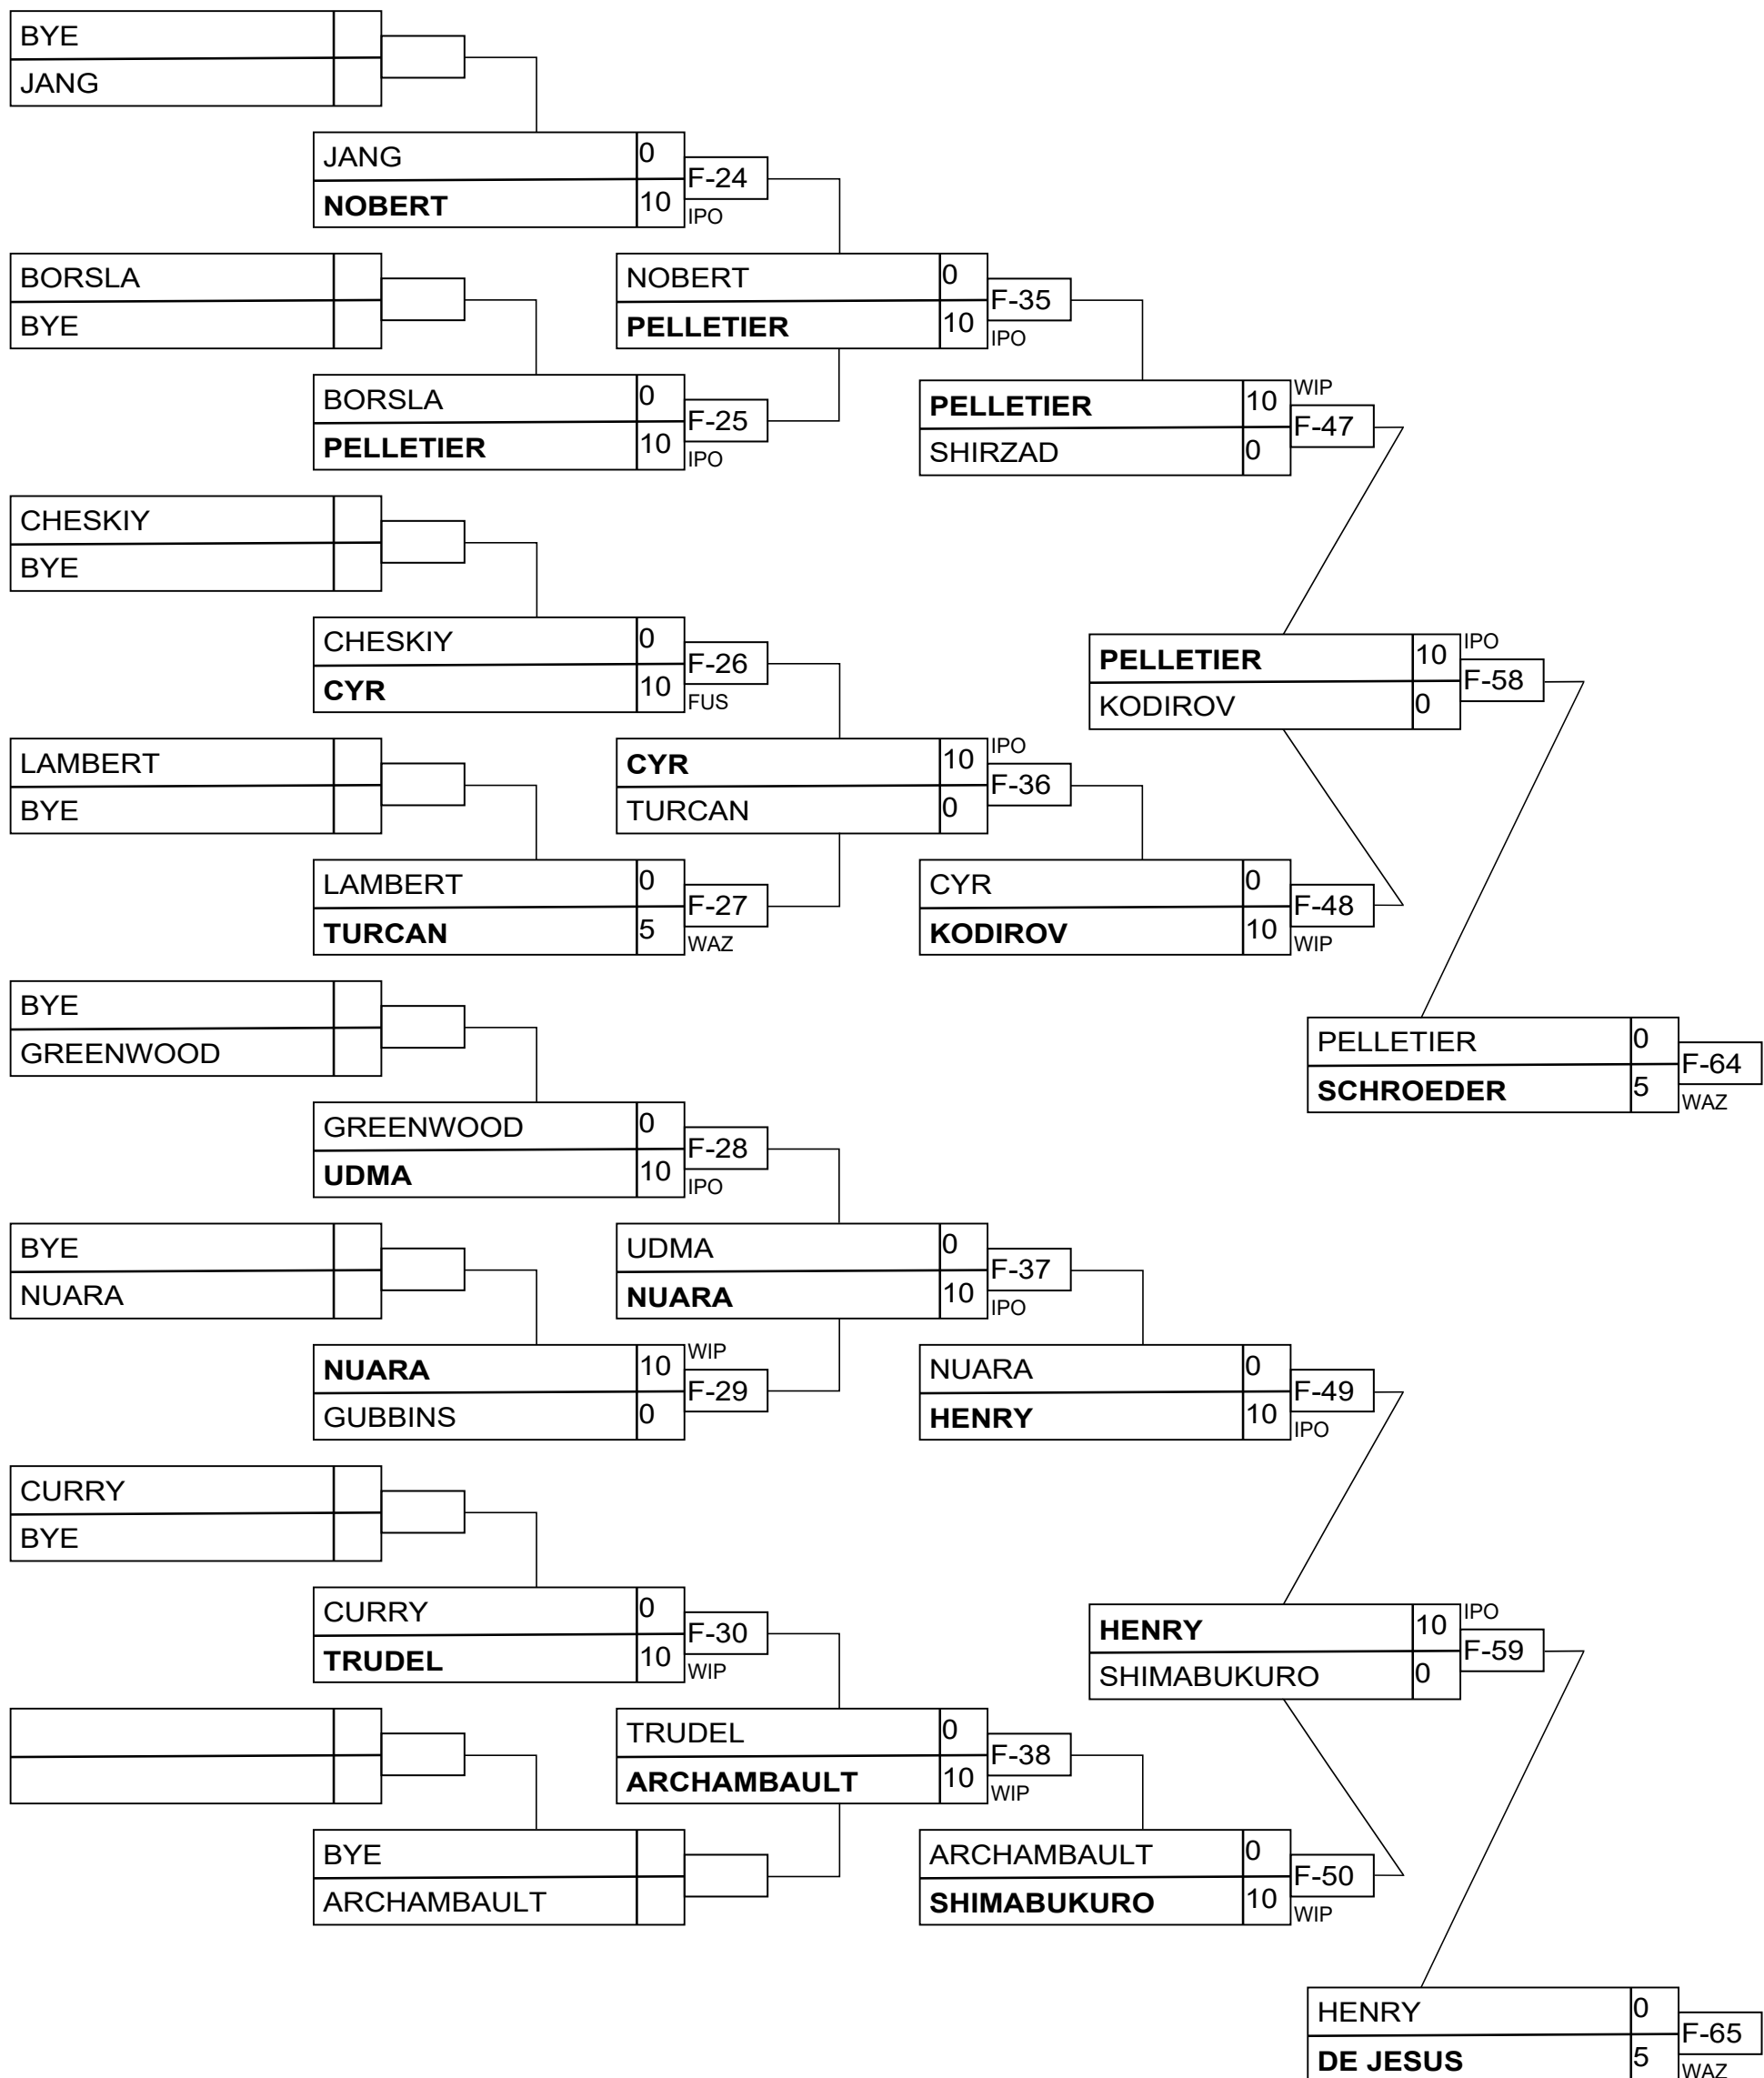 BYE
JANG
JANG 0
F-24
NOBERT 10
IPO
BORSLA
BYE
NOBERT 0
F-35
PELLETIER 10
IPO
BORSLA 0
F-25
PELLETIER 10
IPO
WIP
PELLETIER 10
F-47
SHIRZAD 0
CHESKIY
BYE
CHESKIY 0
F-26
CYR 10
FUS
IPO
PELLETIER 10
F-58
KODIROV 0
LAMBERT
BYE
IPO
CYR 10
F-36
TURCAN 0
LAMBERT 0
F-27
TURCAN 5
WAZ
CYR 0
F-48
KODIROV 10
WIP
BYE
GREENWOOD
PELLETIER 0
F-64
SCHROEDER 5
WAZ
GREENWOOD 0
F-28
UDMA 10
IPO
BYE
NUARA
UDMA 0
F-37
NUARA 10
IPO
WIP
NUARA 10
F-29
GUBBINS 0
NUARA 0
F-49
HENRY 10
IPO
CURRY
BYE
CURRY 0
F-30
TRUDEL 10
WIP
IPO
HENRY 10
F-59
SHIMABUKURO 0
TRUDEL 0
F-38
ARCHAMBAULT 10
WIP
BYE
ARCHAMBAULT
ARCHAMBAULT 0
F-50
SHIMABUKURO 10
WIP
HENRY 0
F-65
DE JESUS 5
WAZ